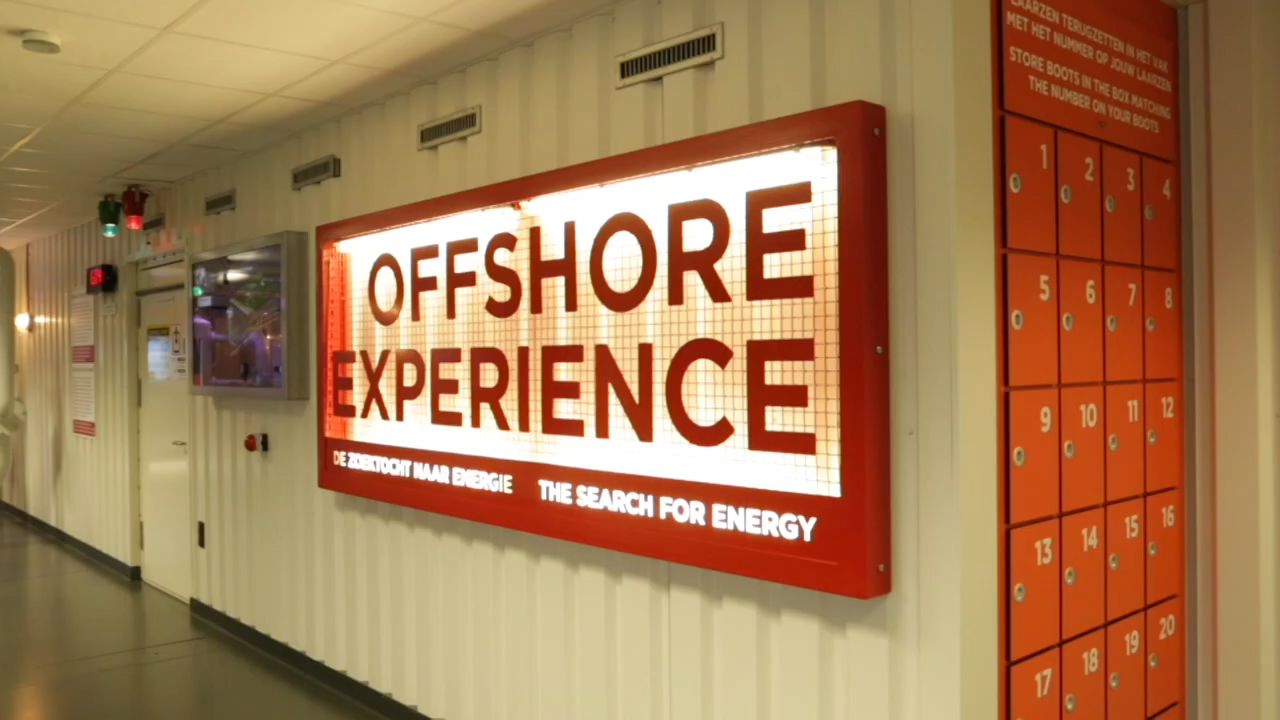 OFFSHORE
EXPERIENCE
DE ZOEKTOCHT NAAR ENERGIE THE SEARCH FOR ENERGY
LAARZEN TERUGZETTEN IN HET VAK
MET HET NUMMER OP JOUW LAARZEN
STORE BOOTS IN THE BOX MATCHING
THE NUMBER ON YOUR BOOTS
1 2 3 4
5 6 7 8
9 10 11 12
13 14 15 16
17 18 19 20